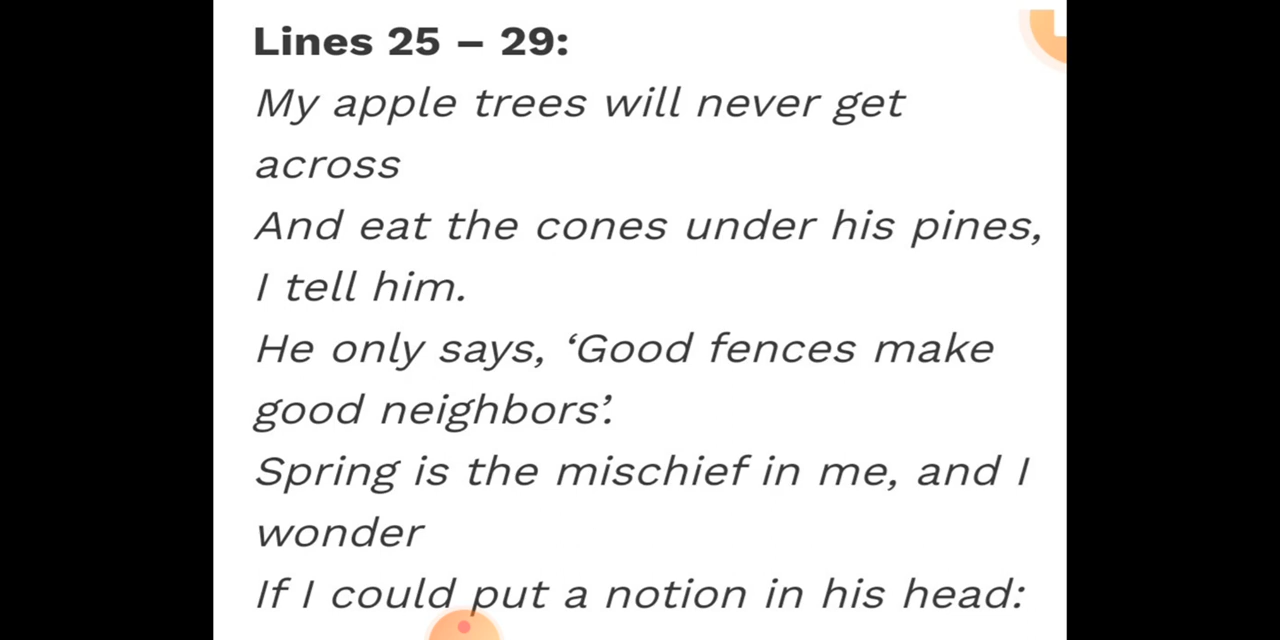 Lines 25 – 29:
My apple trees will never get
across
And eat the cones under his pines,
I tell him.
He only says, ‘Good fences make
good neighbors’.
Spring is the mischief in me, and I
wonder
If I could put a notion in his head: